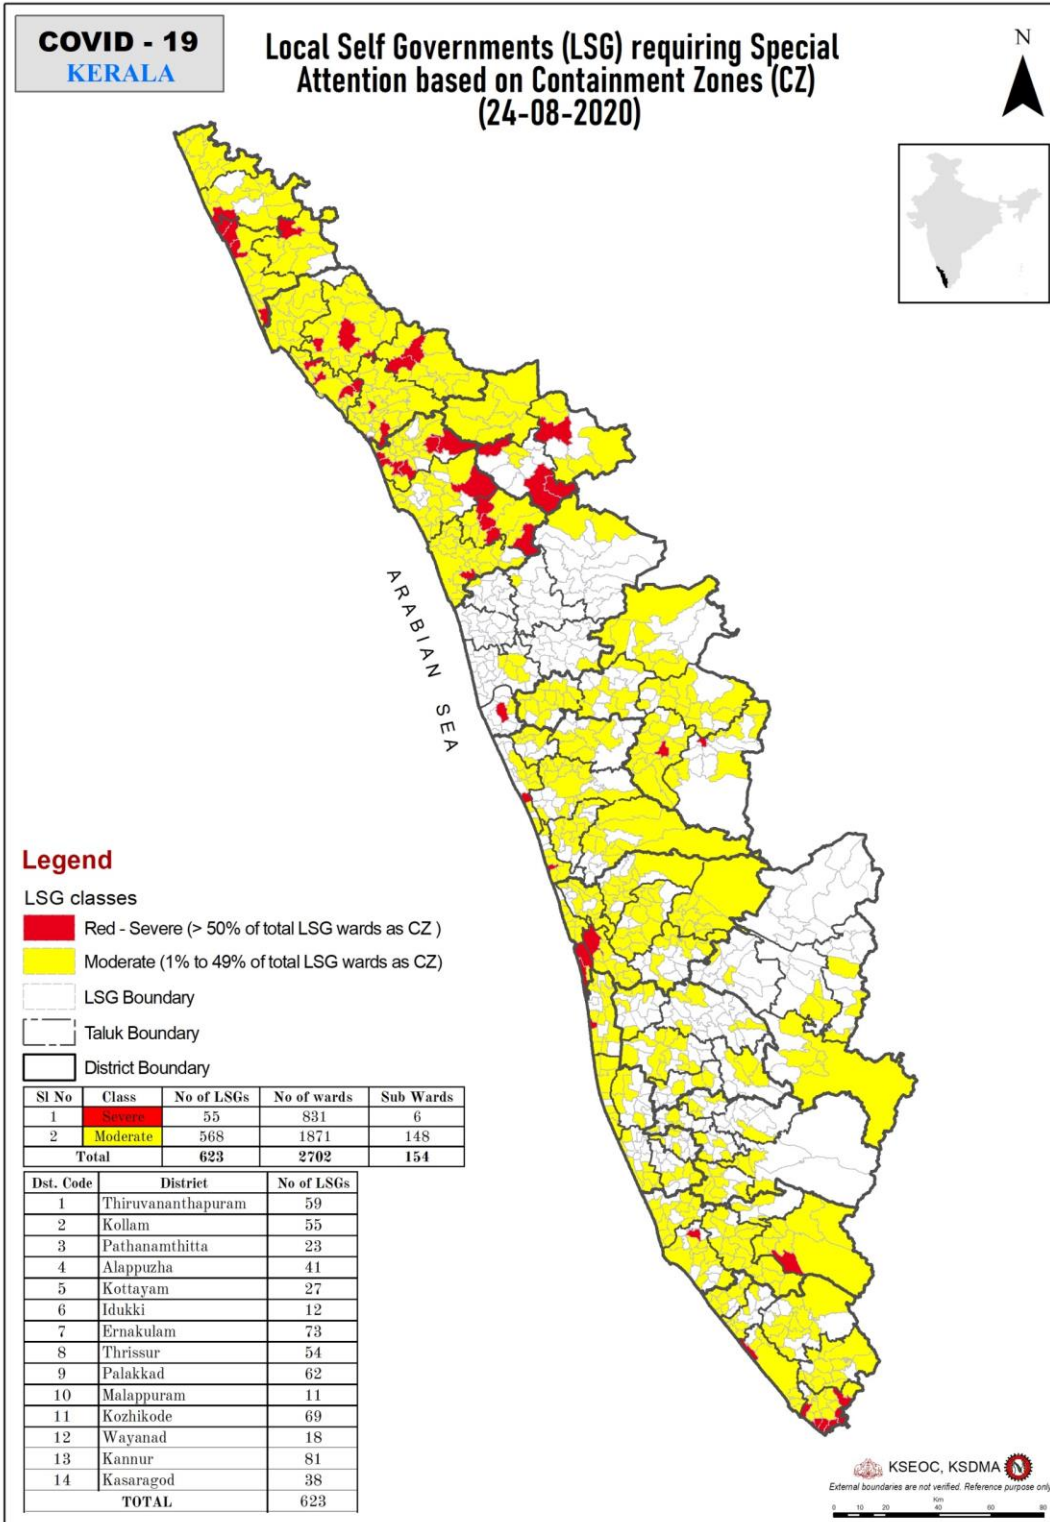 COVID - 19
KERALA
Local Self Governments (LSG) requiring Special
Attention based on Containment Zones (CZ)
(24-08-2020)
N
ARABIAN SEA
Legend
LSG classes
Red - Severe (> 50% of total LSG wards as CZ )
Moderate (1% to 49% of total LSG wards as CZ)
LSG Boundary
Taluk Boundary
District Boundary
Sl No Class No of LSGs No of wards Sub Wards
1 Severe 55 831 6
2 Moderate 568 1871 148
Total 623 2702 154
Dst. Code District No of LSGs
1 Thiruvananthapuram 59
2 Kollam 55
3 Pathanamthitta 23
4 Alappuzha 41
5 Kottayam 27
6 Idukki 12
7 Ernakulam 73
8 Thrissur 54
9 Palakkad 62
10 Malappuram 11
11 Kozhikode 69
12 Wayanad 18
13 Kannur 81
14 Kasaragod 38
TOTAL 623
KSEOC, KSDMA
External boundaries are not verified. Reference purpose only
Km
0 10 20 40 60 80